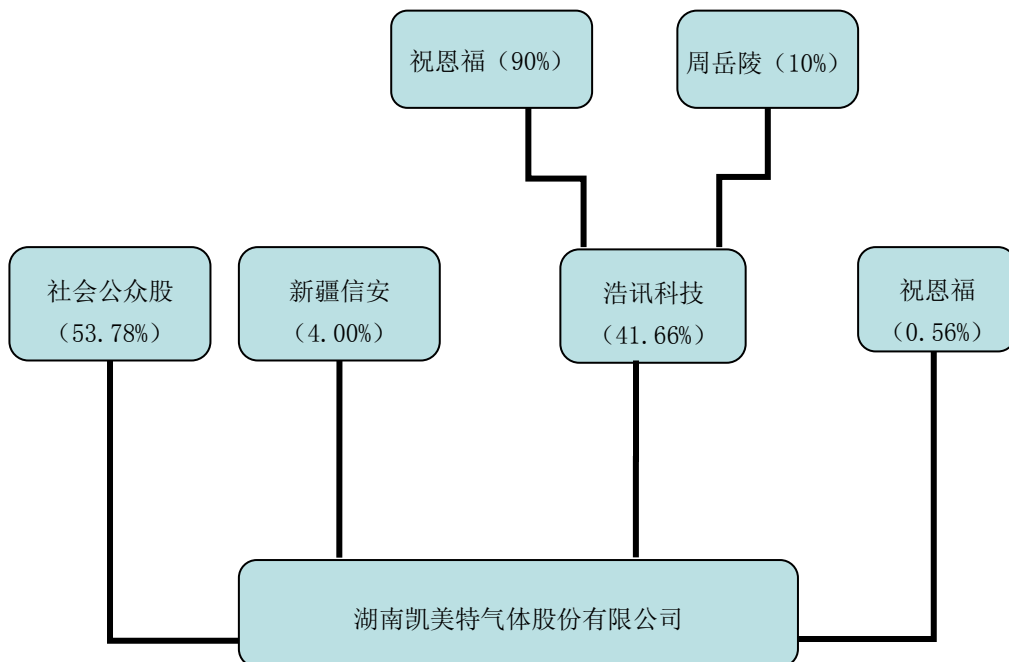 祝恩福（90%）
周岳陵（10%）
社会公众股
（53.78%）
新疆信安
（4.00%）
浩讯科技
（41.66%）
祝恩福
（0.56%）
湖南凯美特气体股份有限公司